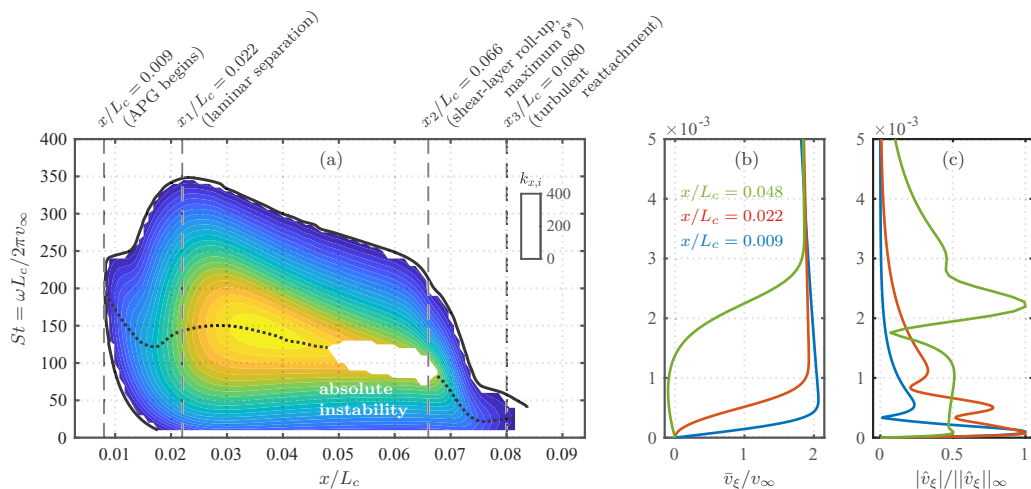 x/L_c = 0.009
(APG begins)
x_1/L_c = 0.022
(laminar separation)
x_2/L_c = 0.066
(shear-layer roll-up,
maximum δ*)
x_3/L_c = 0.080
(turbulent
reattachment)
(a)
400
350
300
250
200
150
100
50
0
St = ωL_c/2πv_∞
k_{x,i}
400
200
0
absolute
instability
0.01 0.02 0.03 0.04 0.05 0.06 0.07 0.08 0.09
x/L_c
×10⁻³
(b)
5
4
3
2
1
0
x/L_c = 0.048
x/L_c = 0.022
x/L_c = 0.009
0 1 2
v̄_ξ/v_∞
×10⁻³
(c)
5
4
3
2
1
0
0 0.5 1
|v̂_ξ|/||v̂_ξ||_∞